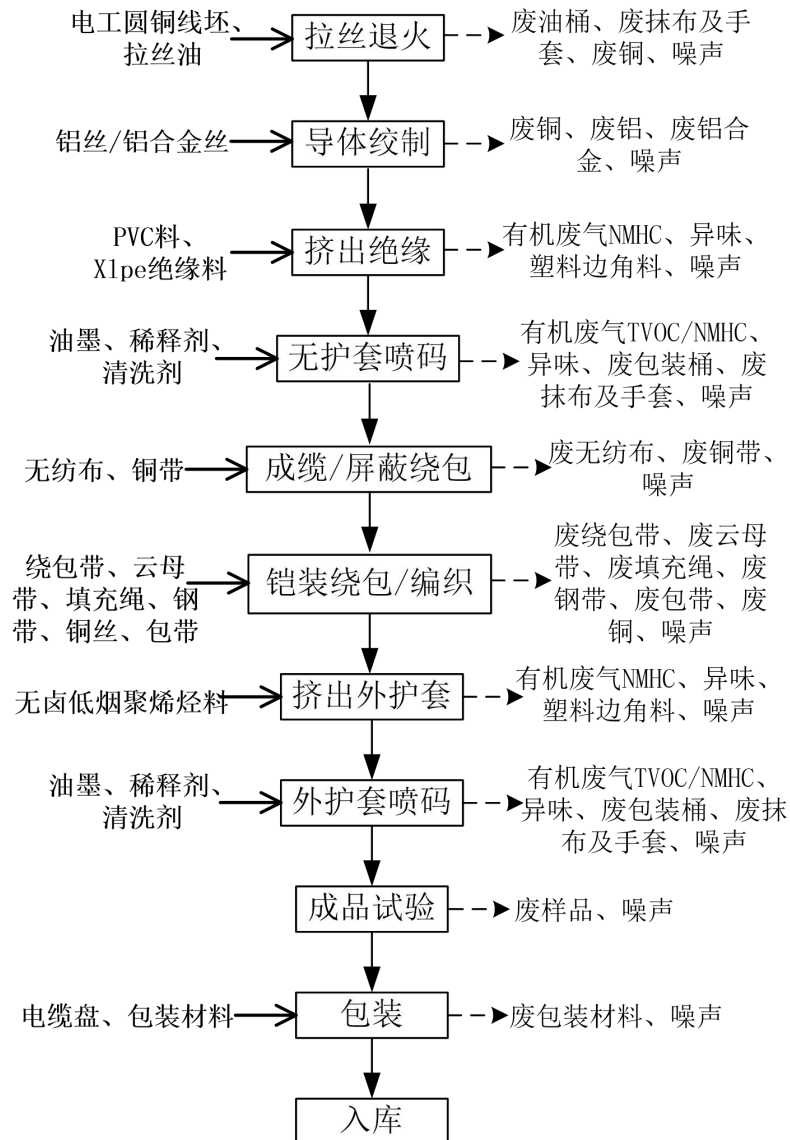 电工圆铜线坯、
拉丝油
拉丝退火
废油桶、废抹布及手
套、废铜、噪声
铝丝/铝合金丝
导体绞制
废铜、废铝、废铝合
金、噪声
PVC料、
Xlpe绝缘料
挤出绝缘
有机废气NMHC、异味、
塑料边角料、噪声
油墨、稀释剂、
清洗剂
无护套喷码
有机废气TVOC/NMHC、
异味、废包装桶、废
抹布及手套、噪声
无纺布、铜带
成缆/屏蔽绕包
废无纺布、废铜带、
噪声
绕包带、云母
带、填充绳、钢
带、铜丝、包带
铠装绕包/编织
废绕包带、废云母
带、废填充绳、废
钢带、废包带、废
铜、噪声
无卤低烟聚烯烃料
挤出外护套
有机废气NMHC、异味、
塑料边角料、噪声
油墨、稀释剂、
清洗剂
外护套喷码
有机废气TVOC/NMHC、
异味、废包装桶、废抹
布及手套、噪声
成品试验
废样品、噪声
电缆盘、包装材料
包装
废包装材料、噪声
入库